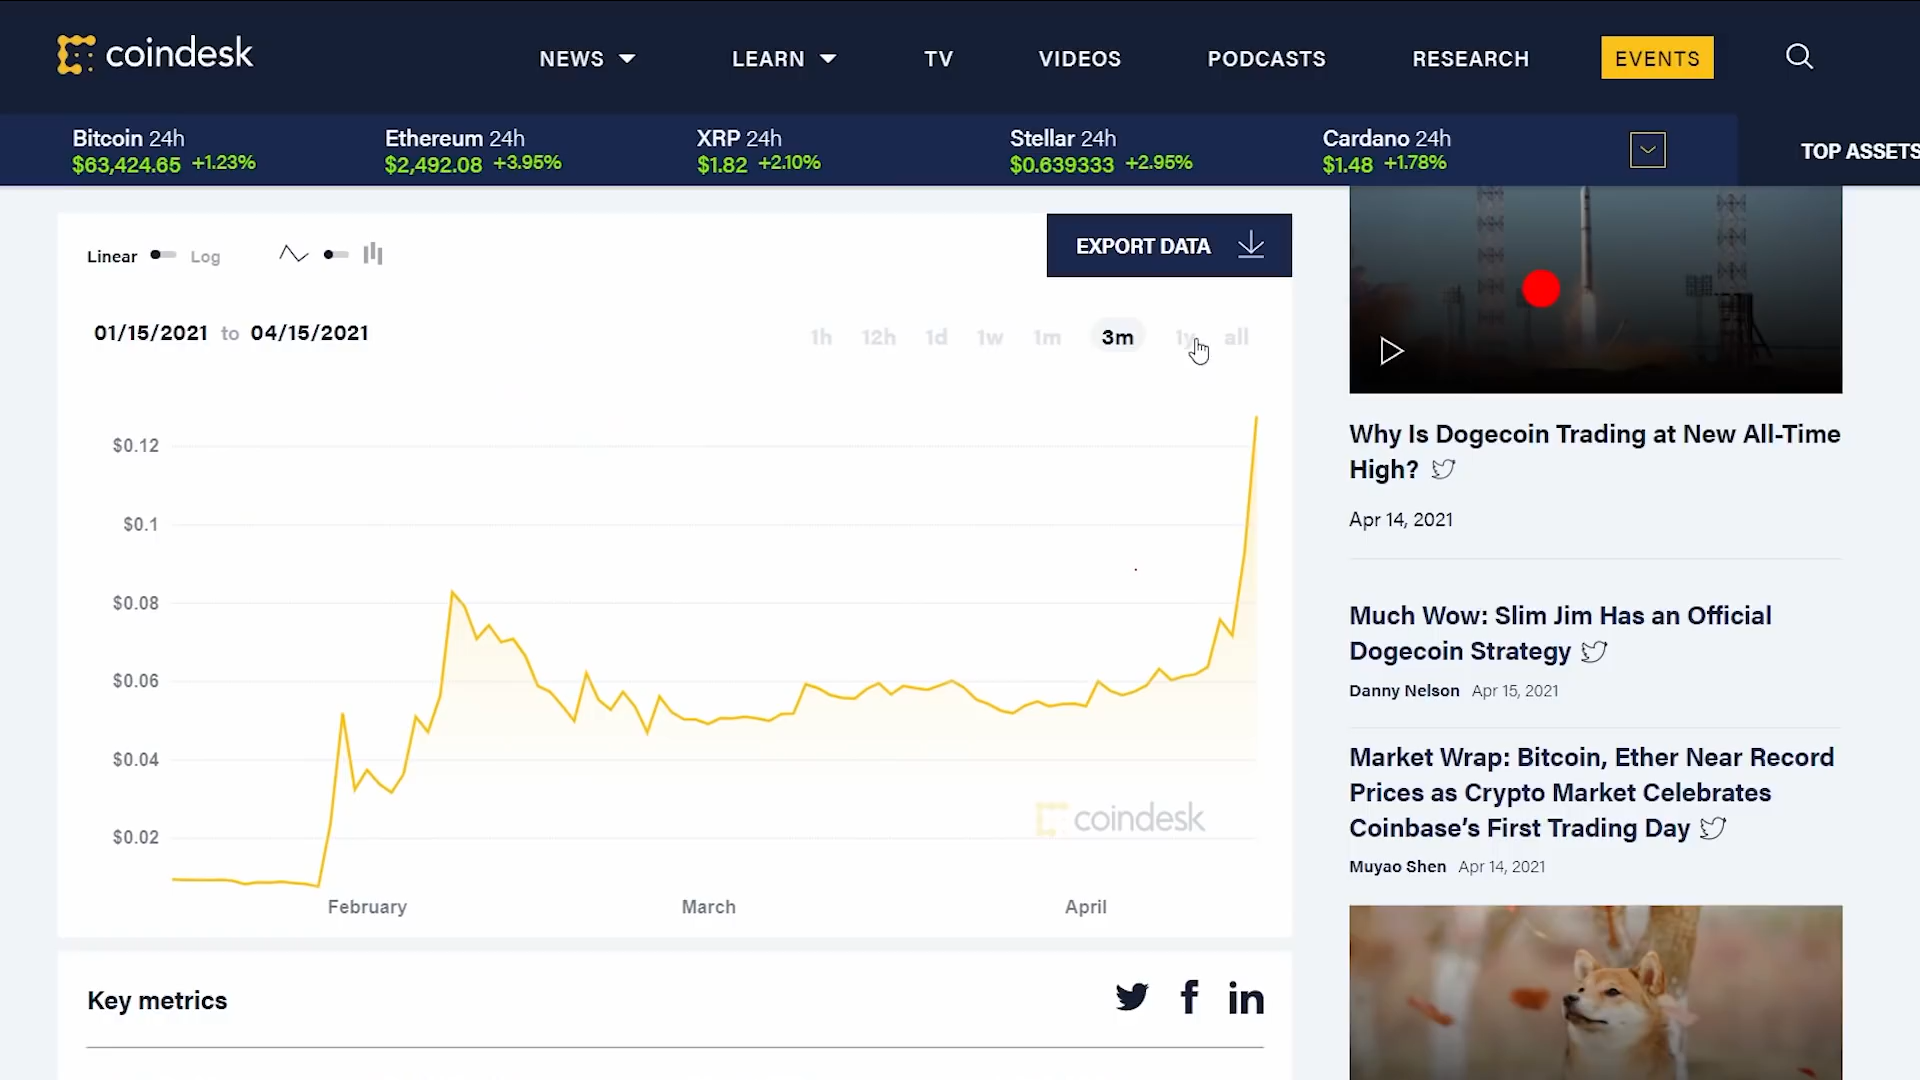 coindesk
NEWS
LEARN
TV
VIDEOS
PODCASTS
RESEARCH
EVENTS
Bitcoin 24h
$63,424.65 +1.23%
Ethereum 24h
$2,492.08 +3.95%
XRP 24h
$1.82 +2.10%
Stellar 24h
$0.639333 +2.95%
Cardano 24h
$1.48 +1.78%
TOP ASSETS
Linear
Log
EXPORT DATA
01/15/2021 to 04/15/2021
1h 12h 1d 1w 1m 3m 1y all
$0.12
$0.1
$0.08
$0.06
$0.04
$0.02
coindesk
February
March
April
Key metrics
Why Is Dogecoin Trading at New All-Time
High?
Apr 14, 2021
Much Wow: Slim Jim Has an Official
Dogecoin Strategy
Danny Nelson Apr 15, 2021
Market Wrap: Bitcoin, Ether Near Record
Prices as Crypto Market Celebrates
Coinbase’s First Trading Day
Muyao Shen Apr 14, 2021